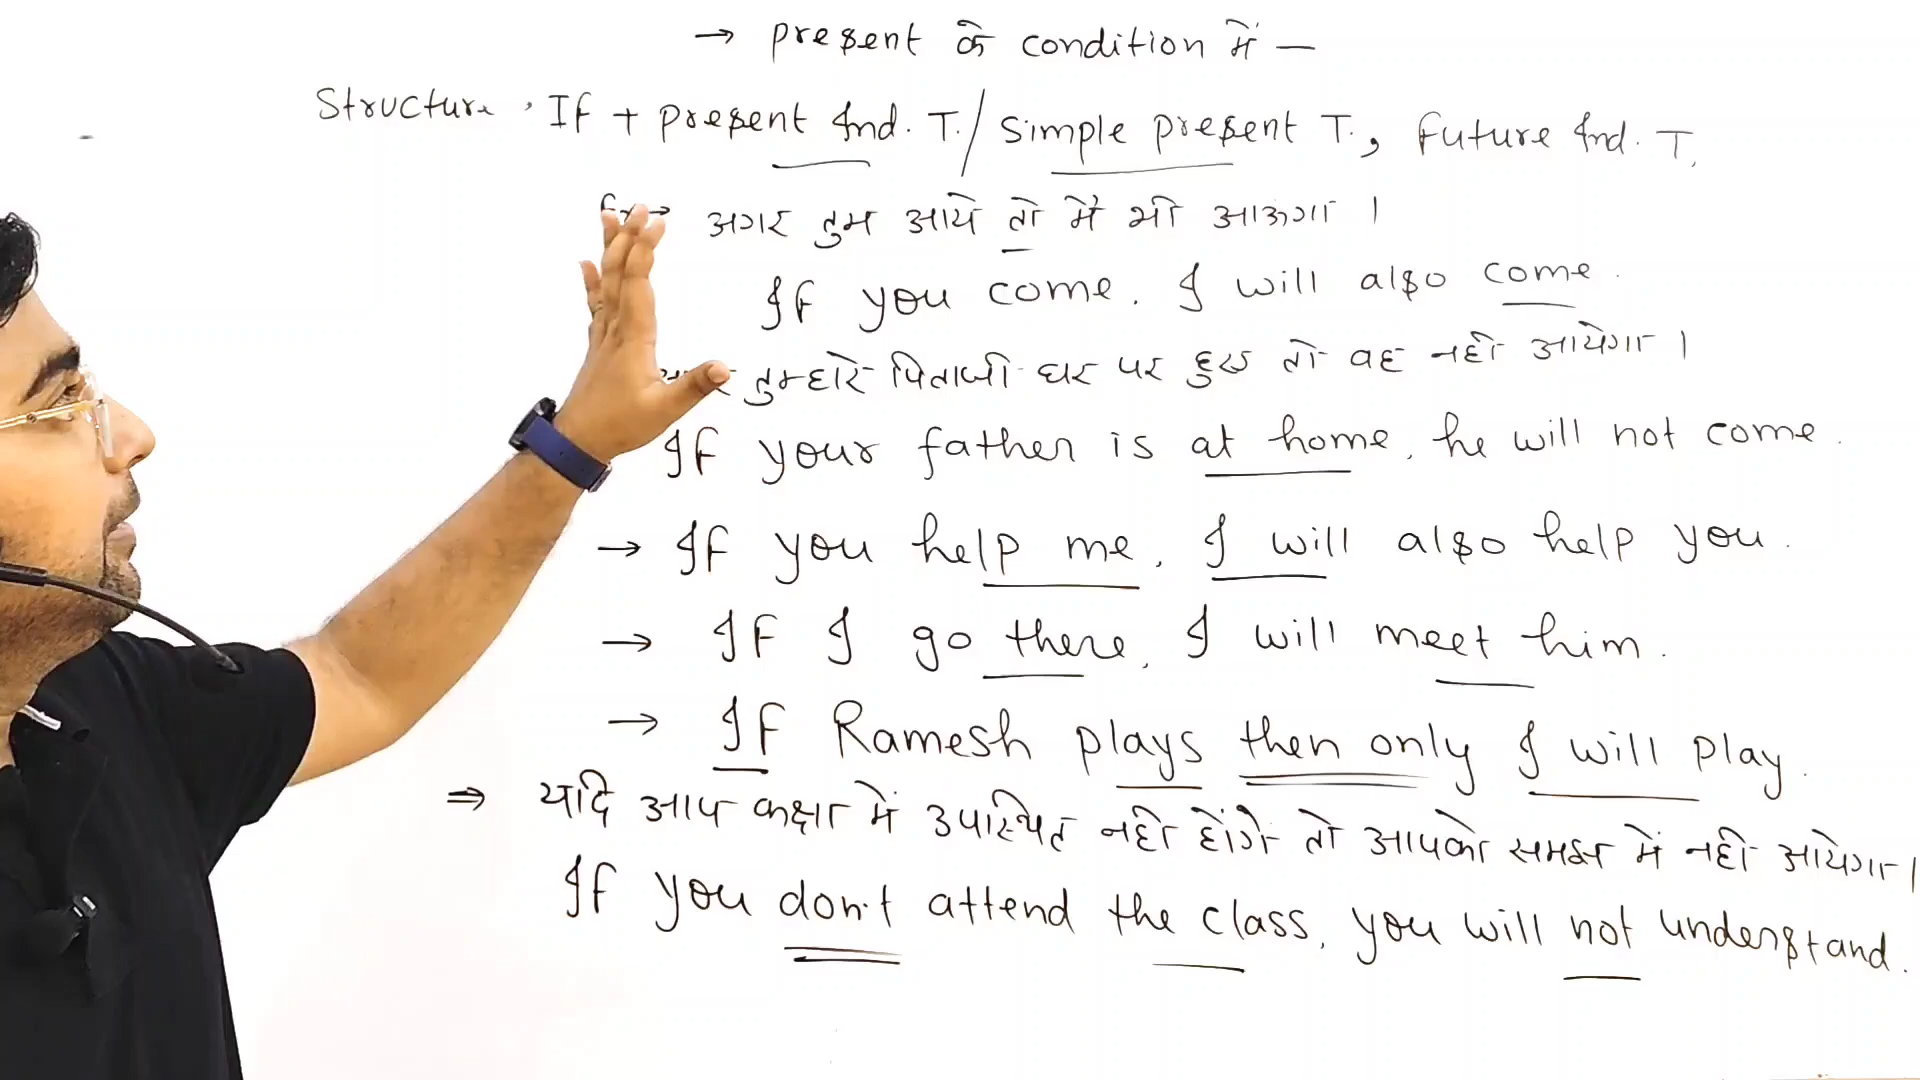 → present के condition में —
Structure · If + Present Ind. T. / Simple present T., Future Ind. T.
Ex → अगर तुम आये तो में भी आऊगा ।
If you come. I will also come.
तुम्हारे पिताजी घर पर हुए तो वह नही आयेगा ।
If your father is at home, he will not come.
→ If you help me, I will also help you.
→ If I go there, I will meet him.
→ If Ramesh plays then only I will play.
⇒ यदि आप कक्षा में उपस्थित नही होंगे तो आपको समक्ष में नही आयेगा ।
If you don't attend the class, you will not understand.